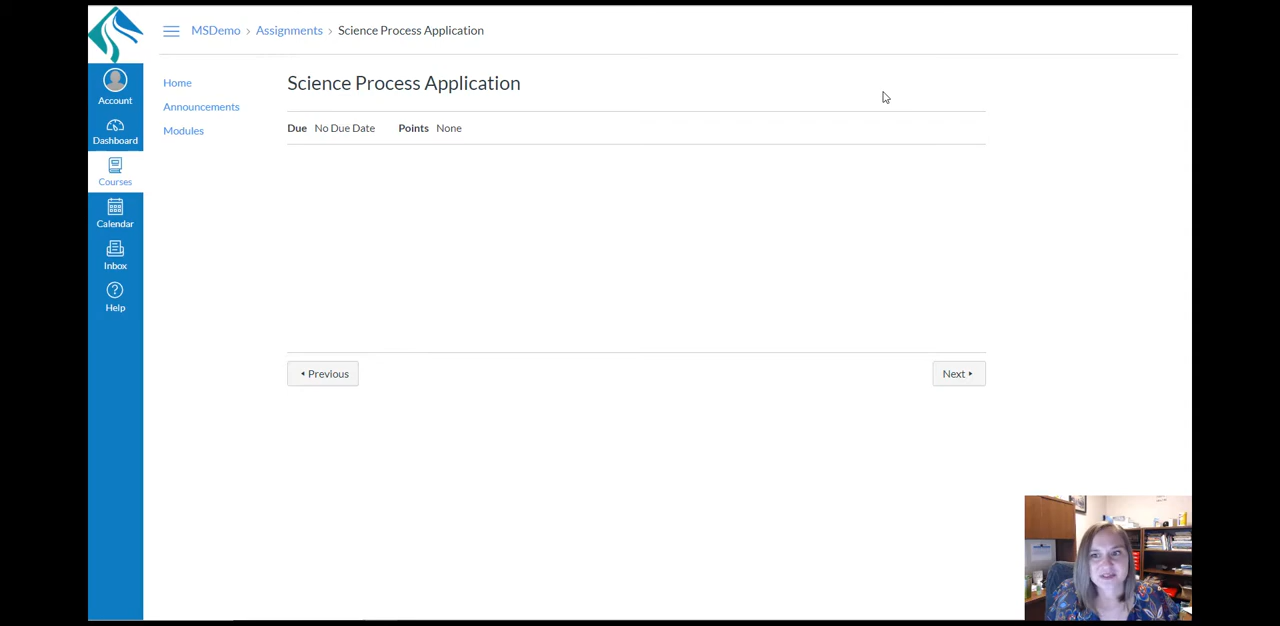 MSDemo › Assignments › Science Process Application
Account
Dashboard
Courses
Calendar
Inbox
Help
Home
Announcements
Modules
Science Process Application
Due No Due Date Points None
Previous
Next